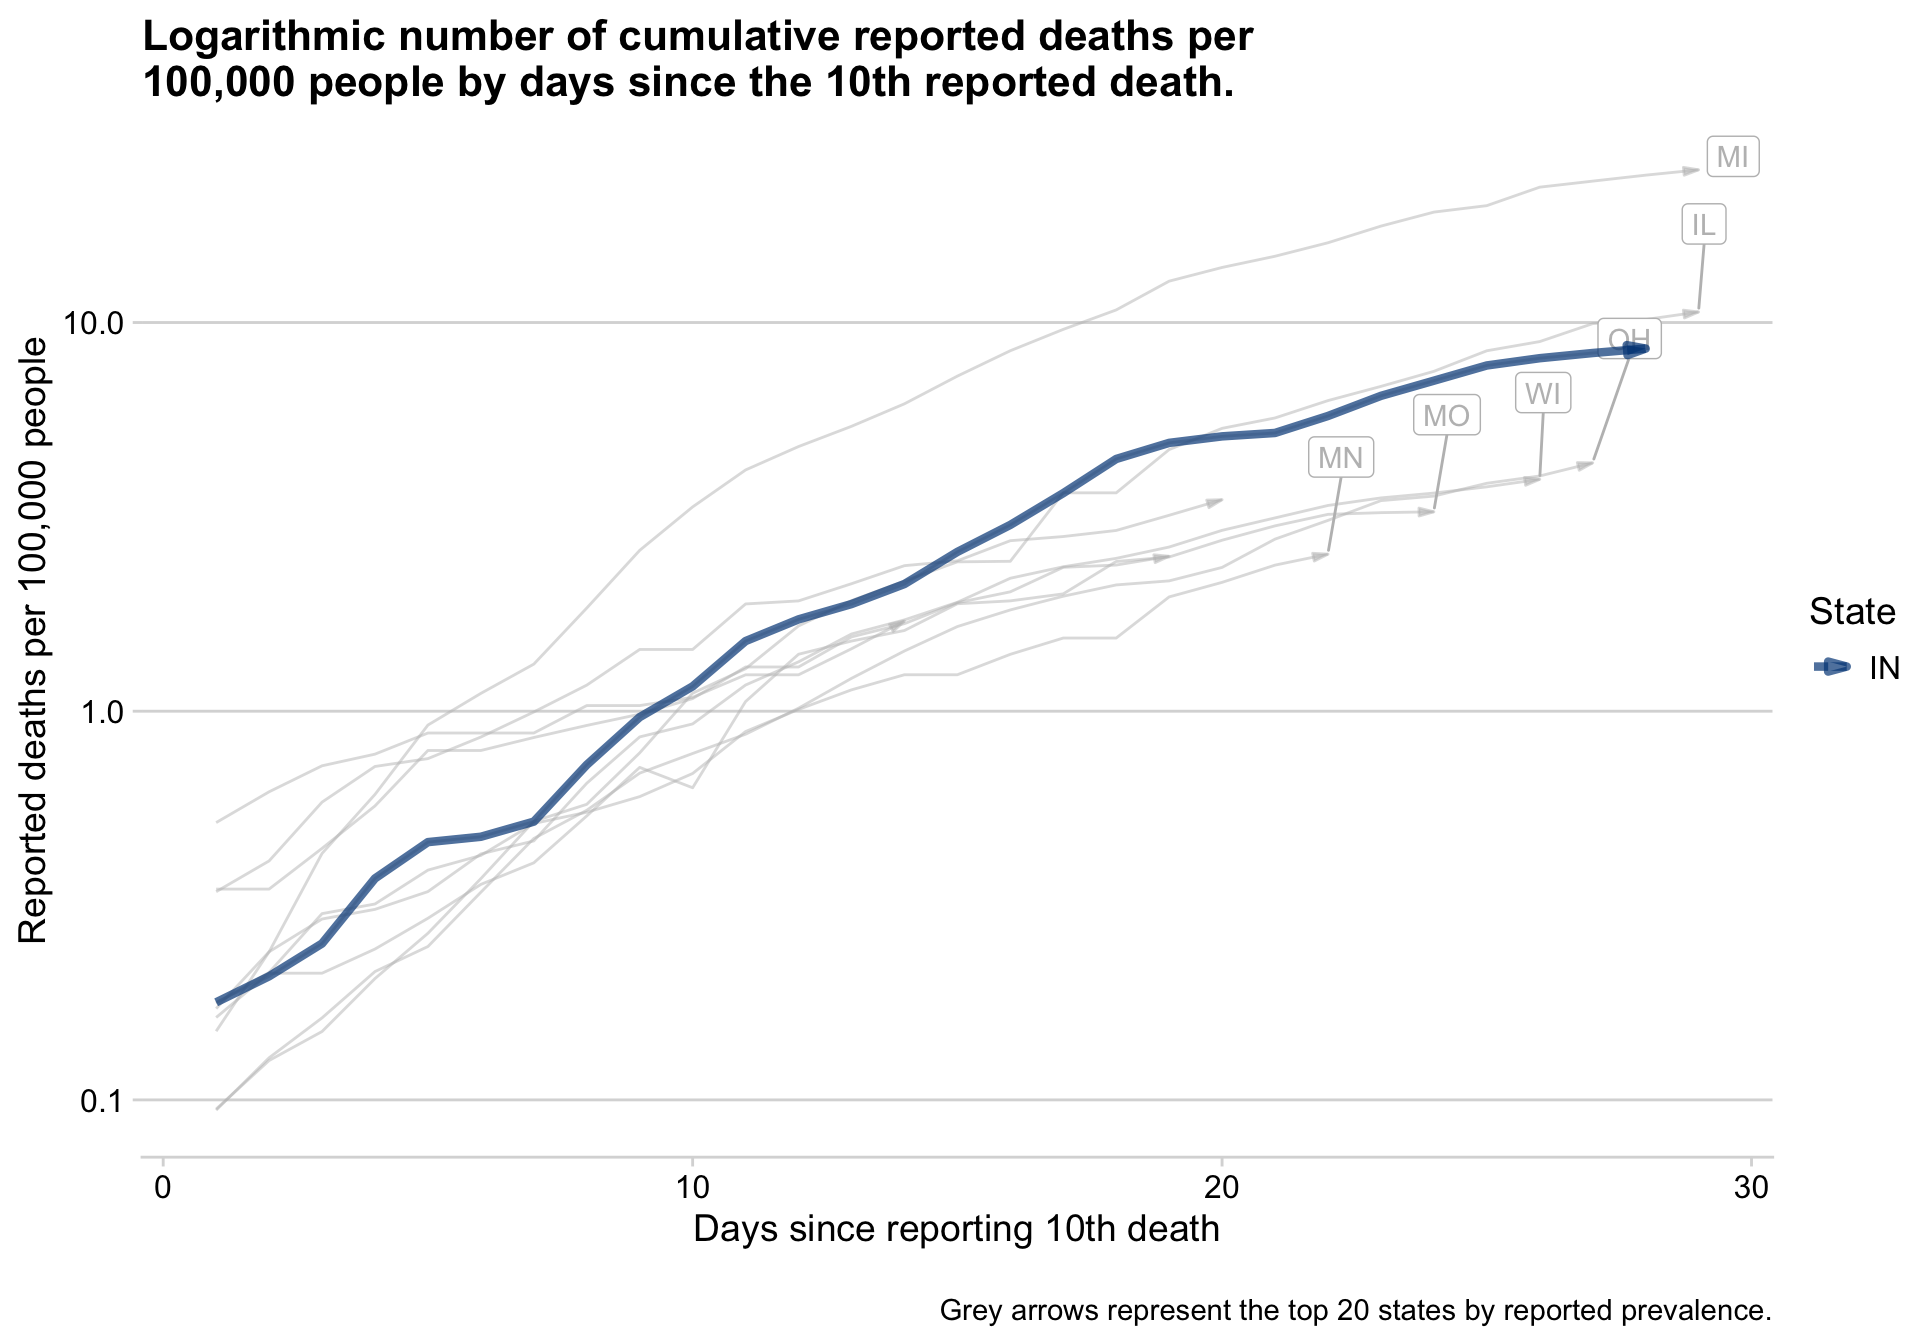 Logarithmic number of cumulative reported deaths per
100,000 people by days since the 10th reported death.
MI
IL
10.0
OH
WI
MO
MN
Reported deaths per 100,000 people
State
IN
1.0
0.1
0
10
20
30
Days since reporting 10th death
Grey arrows represent the top 20 states by reported prevalence.